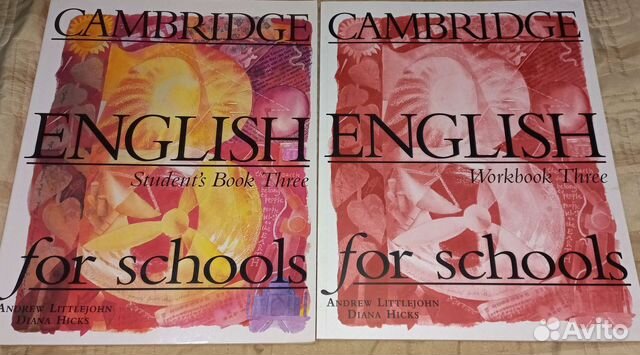 CAMBRIDGE
ENGLISH
Student's Book Three
for schools
ANDREW LITTLEJOHN
DIANA HICKS
CAMBRIDGE
ENGLISH
Workbook Three
for schools
ANDREW LITTLEJOHN
DIANA HICKS
Avito